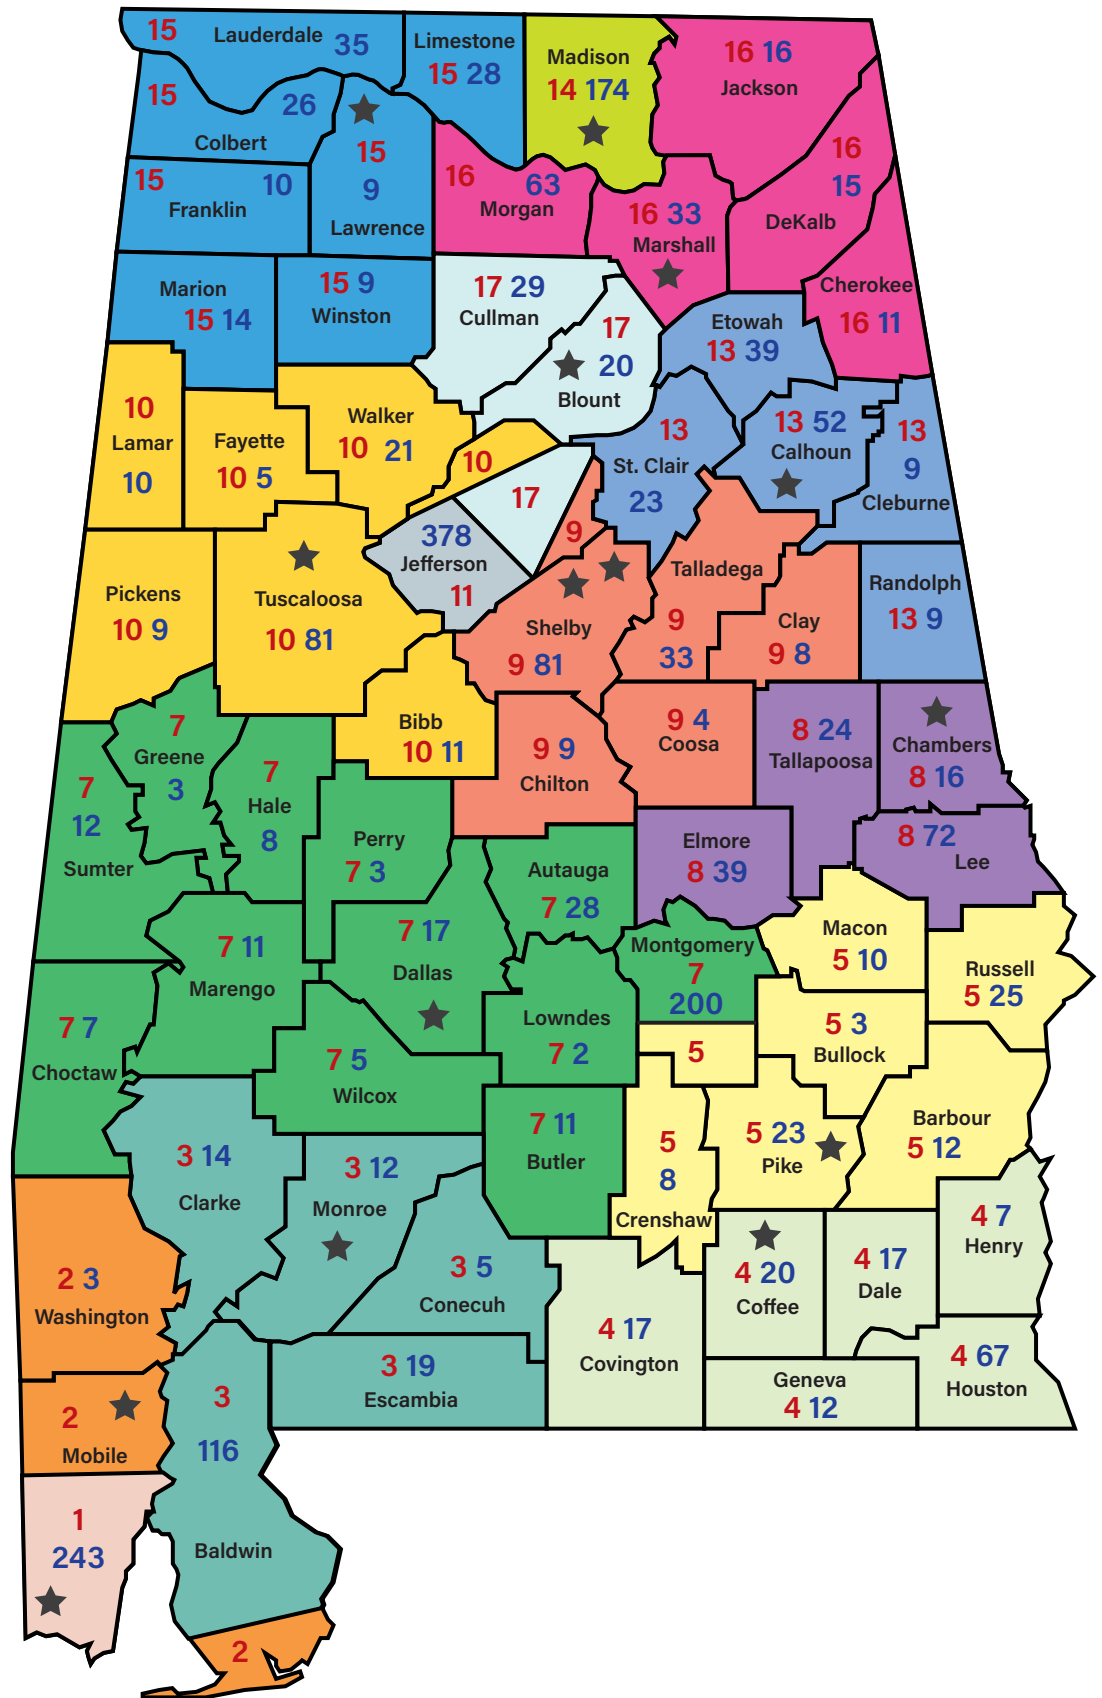 15 Lauderdale 35
Limestone
15 28
Madison
14 174
16 16
Jackson
15
26
Colbert
15
9
Lawrence
15 10
Franklin
16 63
Morgan
16 33
Marshall
16
15
DeKalb
Cherokee
16 11
Marion
15 14
15 9
Winston
17 29
Cullman
17
20
Blount
Etowah
13 39
10
Lamar
10
Fayette
10 5
Walker
10 21
10
17
13
St. Clair
23
13 52
Calhoun
13
9
Cleburne
378
Jefferson
11
9
Pickens
10 9
Tuscaloosa
10 81
Shelby
9 81
Talladega
9
33
Clay
9 8
Randolph
13 9
Bibb
10 11
9 9
Chilton
9 4
Coosa
8 24
Tallapoosa
Chambers
8 16
7
Greene
3
7
Hale
8
7
12
Sumter
Perry
7 3
Autauga
7 28
Elmore
8 39
8 72
Lee
7 11
Marengo
7 17
Dallas
Montgomery
7
200
Macon
5 10
Russell
5 25
7 7
Choctaw
7 5
Wilcox
Lowndes
7 2
5
5 3
Bullock
3 14
Clarke
3 12
Monroe
7 11
Butler
5
8
Crenshaw
5 23
Pike
Barbour
5 12
2 3
Washington
3 5
Conecuh
4 17
Covington
4 20
Coffee
4 17
Dale
4 7
Henry
3 19
Escambia
Geneva
4 12
4 67
Houston
2
Mobile
3
116
Baldwin
1
243
2